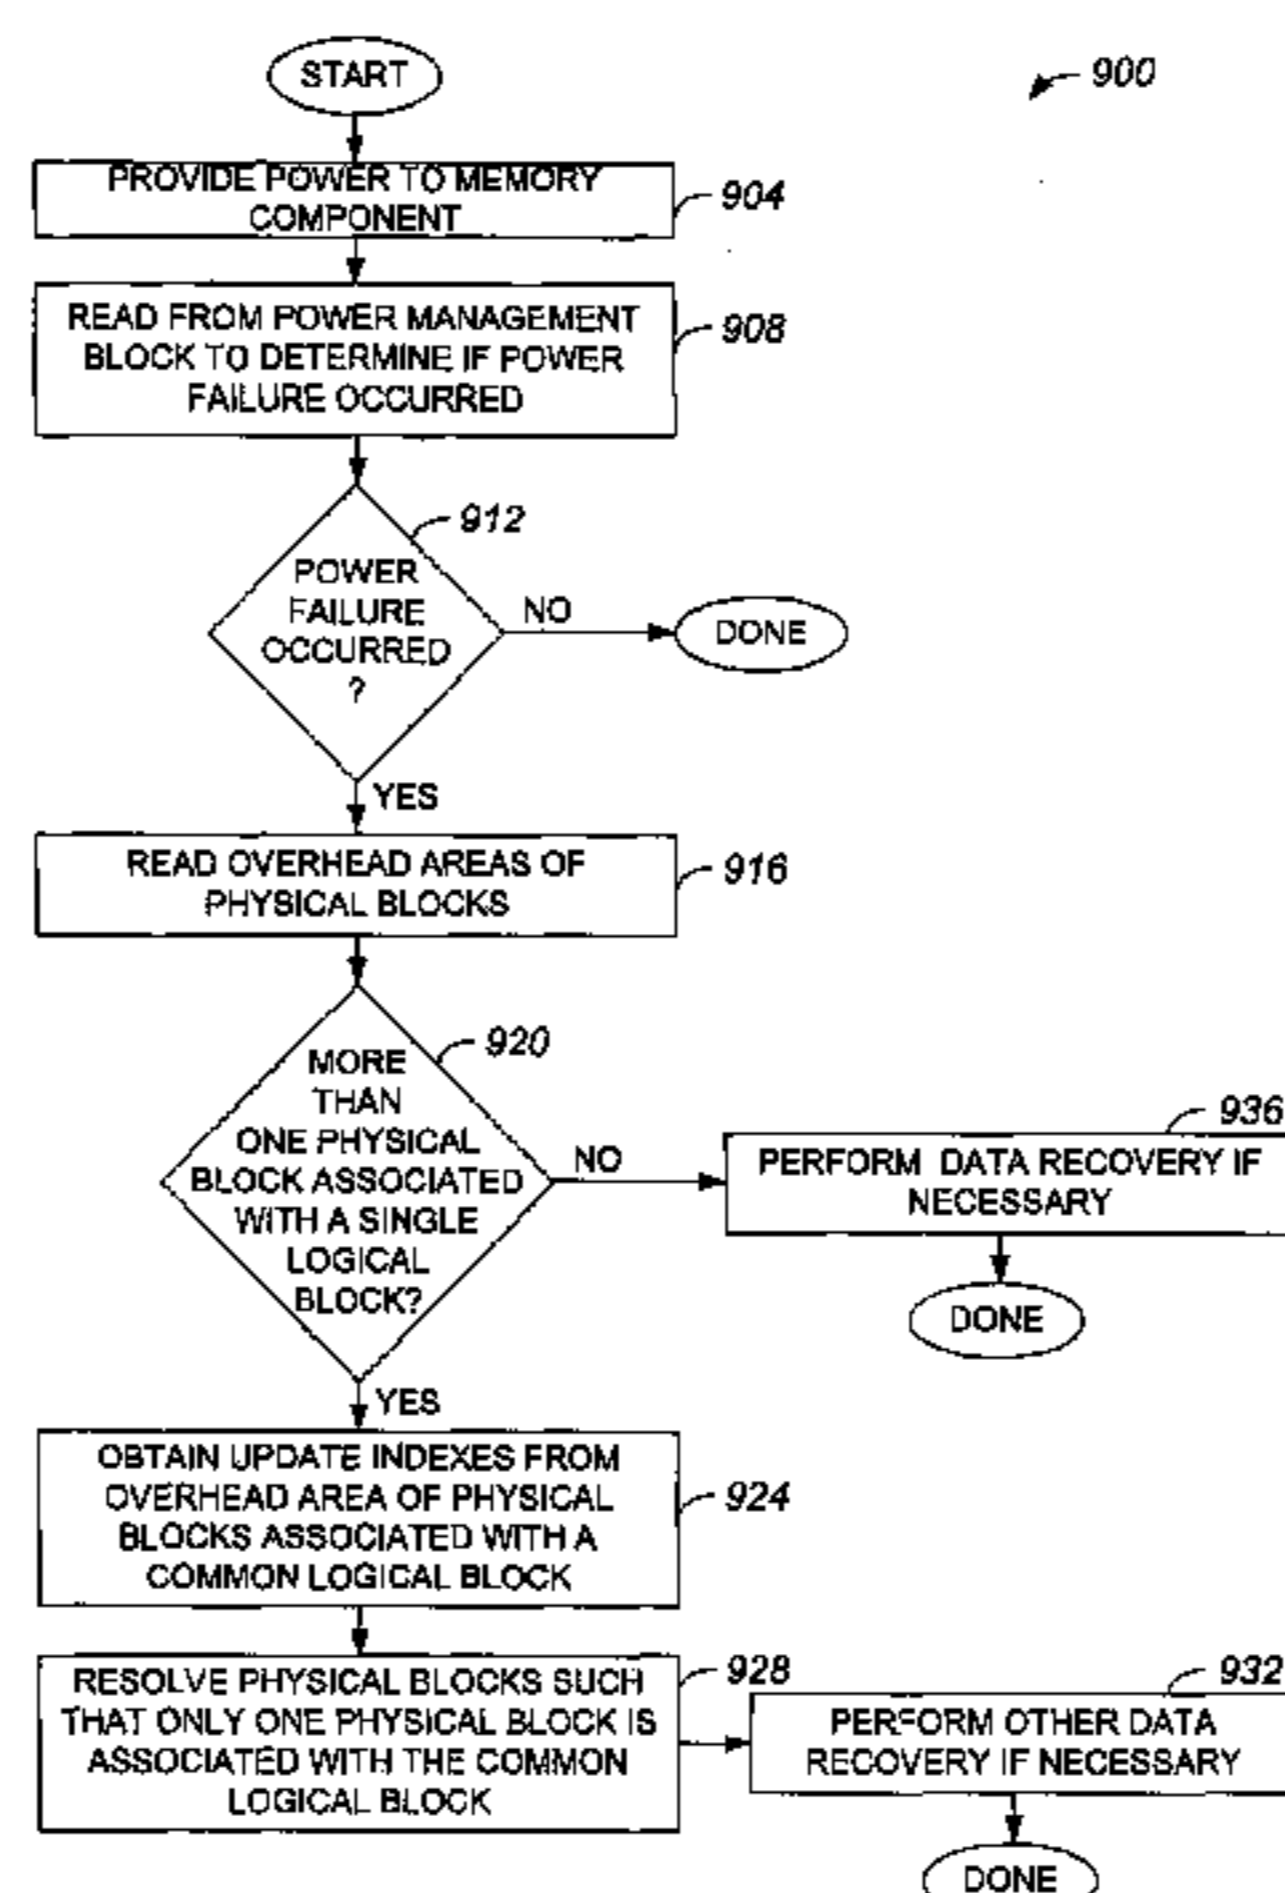 START
900
PROVIDE POWER TO MEMORY
COMPONENT
904
READ FROM POWER MANAGEMENT
BLOCK TO DETERMINE IF POWER
FAILURE OCCURRED
908
912
POWER
FAILURE
OCCURRED
?
NO
DONE
YES
READ OVERHEAD AREAS OF
PHYSICAL BLOCKS
916
920
MORE
THAN
ONE PHYSICAL
BLOCK ASSOCIATED
WITH A SINGLE
LOGICAL
BLOCK?
NO
936
PERFORM DATA RECOVERY IF
NECESSARY
DONE
YES
OBTAIN UPDATE INDEXES FROM
OVERHEAD AREA OF PHYSICAL
BLOCKS ASSOCIATED WITH A
COMMON LOGICAL BLOCK
924
RESOLVE PHYSICAL BLOCKS SUCH
THAT ONLY ONE PHYSICAL BLOCK IS
ASSOCIATED WITH THE COMMON
LOGICAL BLOCK
928
932
PERFORM OTHER DATA
RECOVERY IF NECESSARY
DONE